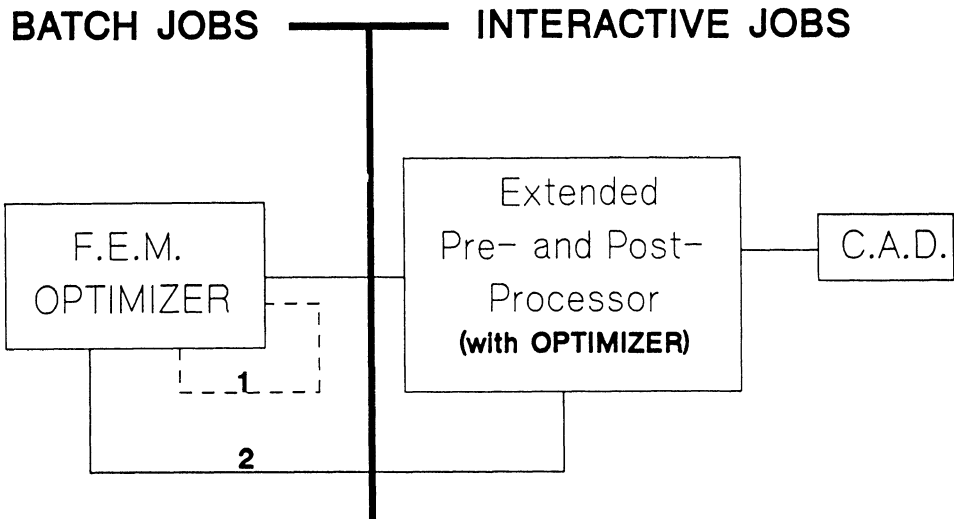 BATCH JOBS
INTERACTIVE JOBS
F.E.M.
OPTIMIZER
Extended
Pre- and Post-
Processor
(with OPTIMIZER)
C.A.D.
1
2